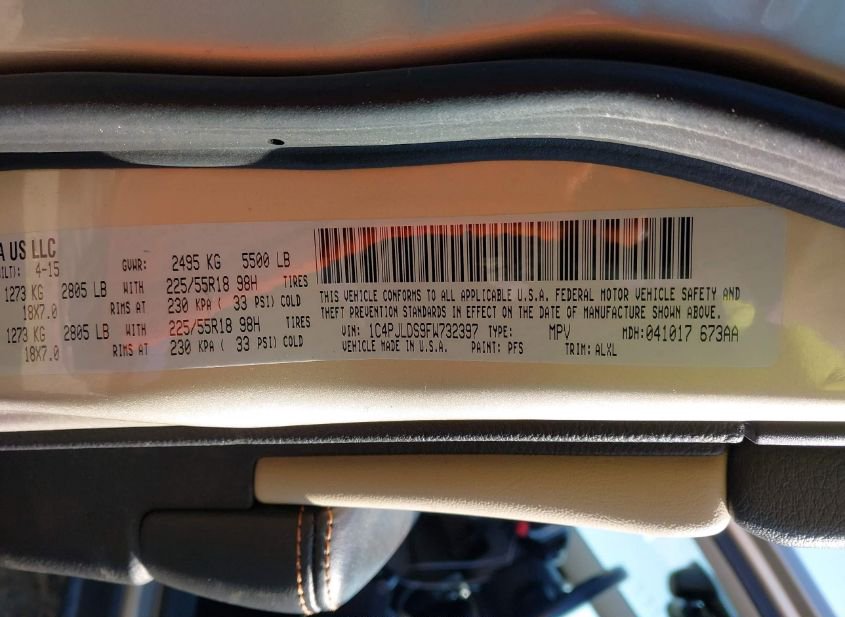 A US LLC
BUILT): 4-15 GVWR: 2495 KG 5500 LB
1273 KG 2805 LB WITH 225/55R18 98H TIRES
18X7.0 RIMS AT 230 KPA ( 33 PSI) COLD
1273 KG 2805 LB WITH 225/55R18 98H TIRES
18X7.0 RIMS AT 230 KPA ( 33 PSI) COLD
THIS VEHICLE CONFORMS TO ALL APPLICABLE U.S.A. FEDERAL MOTOR VEHICLE SAFETY AND
THEFT PREVENTION STANDARDS IN EFFECT ON THE DATE OF MANUFACTURE SHOWN ABOVE.
VIN: 1C4PJLDS9FW732397 TYPE: MPV MDH:041017 673AA
VEHICLE MADE IN U.S.A. PAINT: PFS TRIM: ALXL